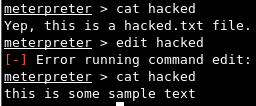 meterpreter > cat hacked
Yep, this is a hacked.txt file.
meterpreter > edit hacked
[-] Error running command edit:
meterpreter > cat hacked
this is some sample text